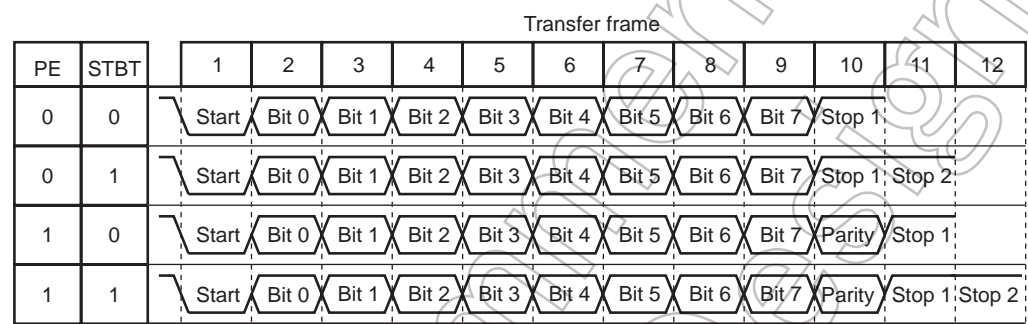 Transfer frame
PE STBT 1 2 3 4 5 6 7 8 9 10 11 12
0 0 Start Bit 0 Bit 1 Bit 2 Bit 3 Bit 4 Bit 5 Bit 6 Bit 7 Stop 1
0 1 Start Bit 0 Bit 1 Bit 2 Bit 3 Bit 4 Bit 5 Bit 6 Bit 7 Stop 1 Stop 2
1 0 Start Bit 0 Bit 1 Bit 2 Bit 3 Bit 4 Bit 5 Bit 6 Bit 7 Parity Stop 1
1 1 Start Bit 0 Bit 1 Bit 2 Bit 3 Bit 4 Bit 5 Bit 6 Bit 7 Parity Stop 1 Stop 2